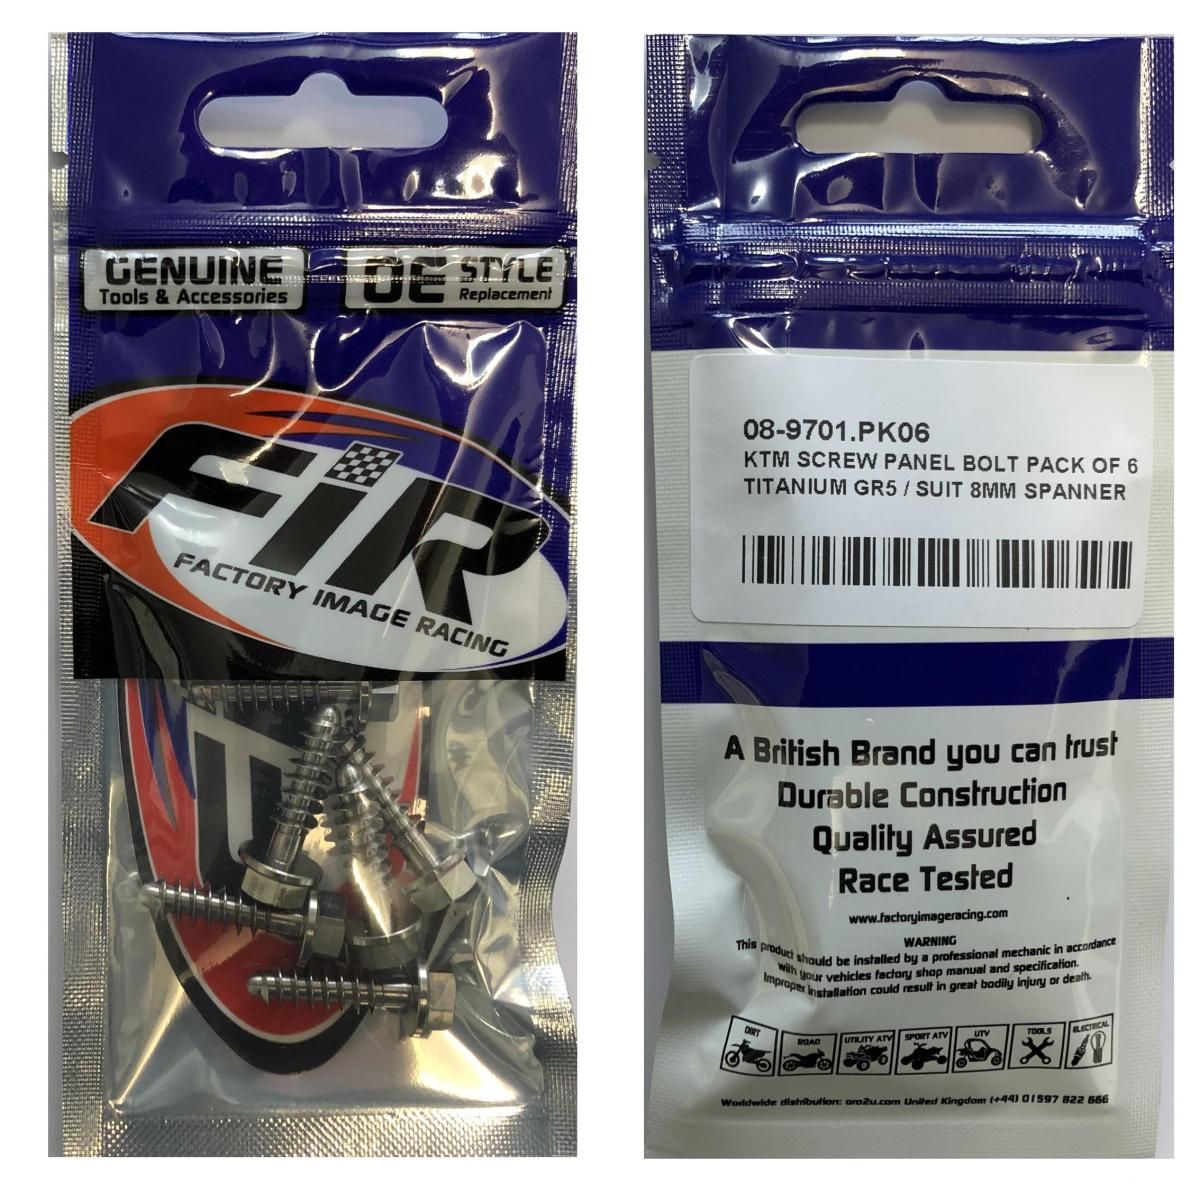 GENUINE
Tools & Accessories
OE STYLE
Replacement
FiR
FACTORY IMAGE RACING
08-9701.PK06
KTM SCREW PANEL BOLT PACK OF 6
TITANIUM GR5 / SUIT 8MM SPANNER
A British Brand you can trust
Durable Construction
Quality Assured
Race Tested
www.factoryimageracing.com
WARNING
This product should be installed by a professional mechanic in accordance
with your vehicles factory shop manual and specification.
Improper installation could result in great bodily injury or death.
DIRT ROAD UTILITY ATV SPORT ATV UTV TOOLS ELECTRICAL
Worldwide distribution: oro2u.com United Kingdom (+44) 01597 822 666